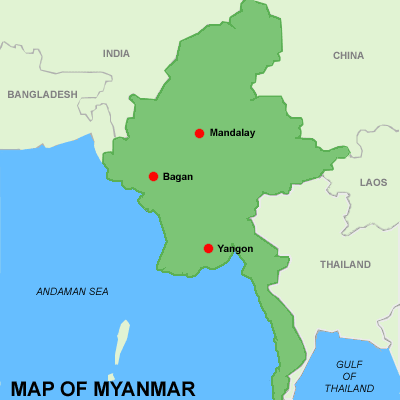 INDIA
CHINA
BANGLADESH
Mandalay
Bagan
LAOS
Yangon
THAILAND
ANDAMAN SEA
GULF
OF
THAILAND
MAP OF MYANMAR